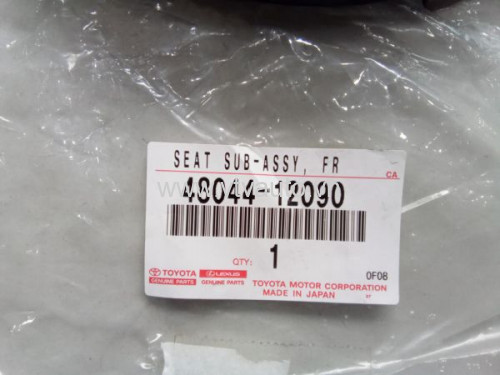 SEAT SUB-ASSY, FR
CA
48044-12090
QTY: 1
0F08
TOYOTA
GENUINE PARTS
LEXUS
GENUINE PARTS
TOYOTA MOTOR CORPORATION
MADE IN JAPAN